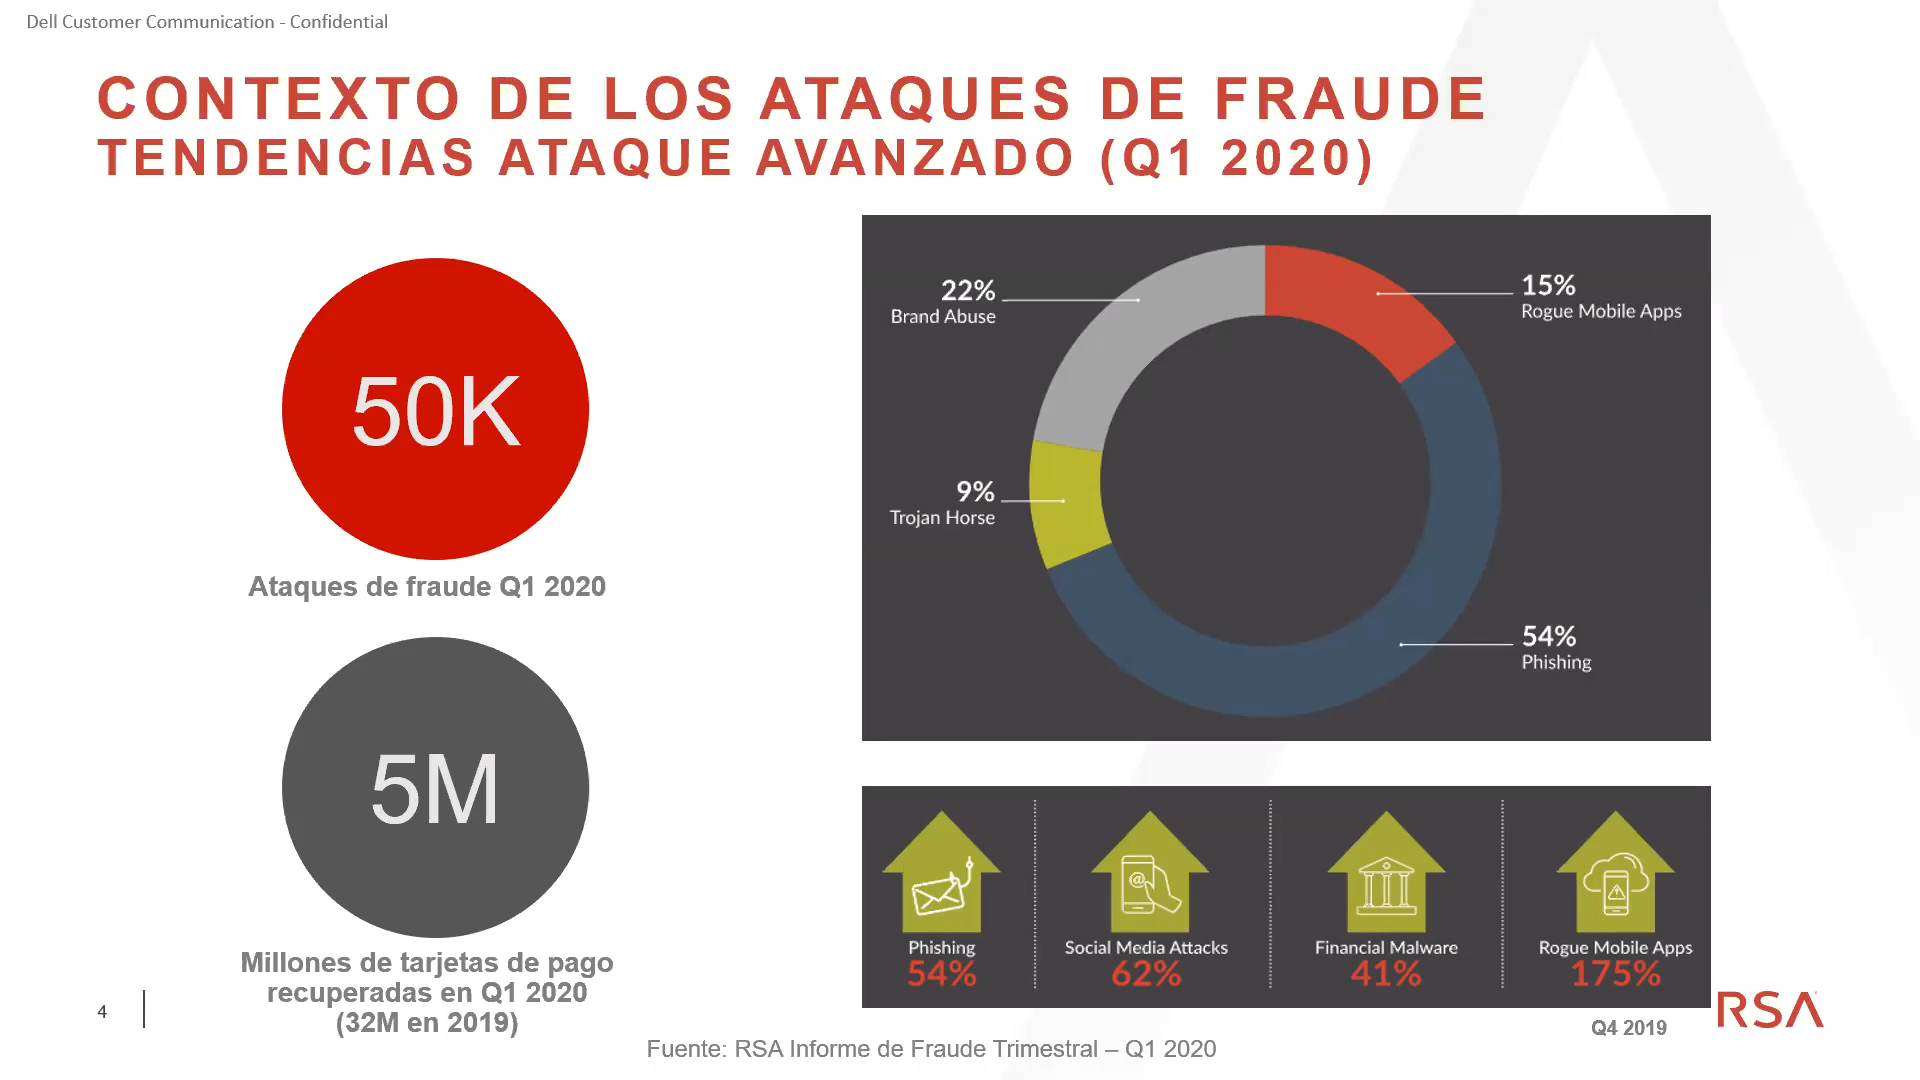 Dell Customer Communication - Confidential
CONTEXTO DE LOS ATAQUES DE FRAUDE
TENDENCIAS ATAQUE AVANZADO (Q1 2020)
50K
Ataques de fraude Q1 2020
5M
Millones de tarjetas de pago
recuperadas en Q1 2020
(32M en 2019)
22%
Brand Abuse
15%
Rogue Mobile Apps
9%
Trojan Horse
54%
Phishing
Phishing
54%
Social Media Attacks
62%
Financial Malware
41%
Rogue Mobile Apps
175%
4
Q4 2019
RSA
Fuente: RSA Informe de Fraude Trimestral – Q1 2020